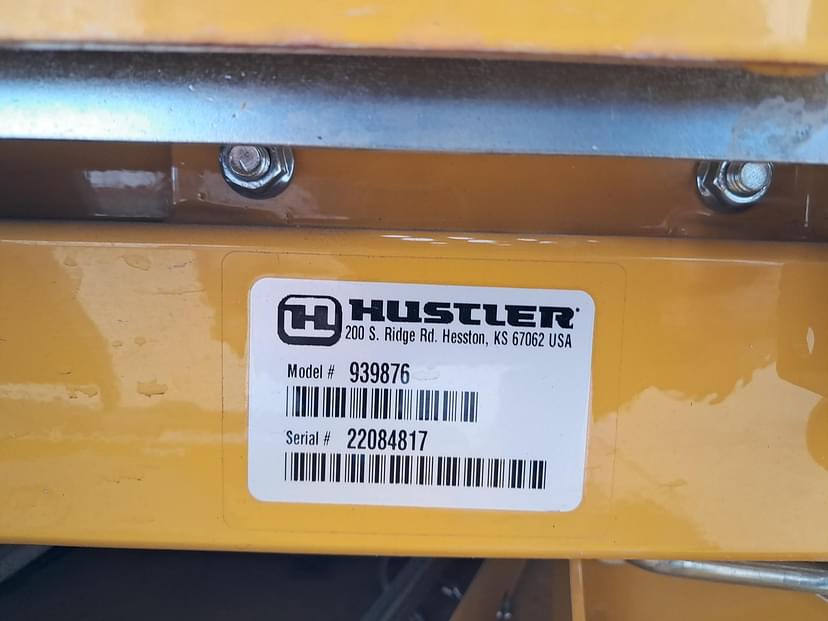 H HUSTLER
200 S. Ridge Rd. Hesston, KS 67062 USA
Model # 939876
Serial # 22084817